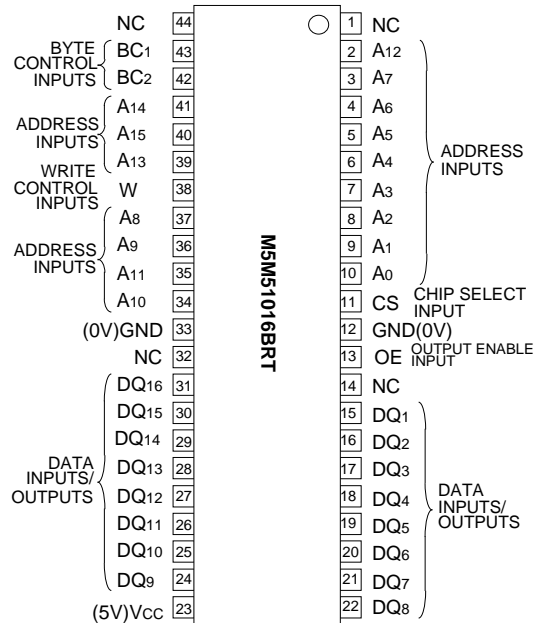 NC 44 1 NC
BYTE CONTROL INPUTS
BC1 43 2 A12
BC2 42 3 A7
ADDRESS INPUTS
A14 41 4 A6
A15 40 5 A5
A13 39 6 A4
WRITE CONTROL INPUTS
W 38 7 A3
ADDRESS INPUTS
A8 37 8 A2
A9 36 9 A1
A11 35 10 A0
ADDRESS INPUTS
A10 34 11 CS CHIP SELECT INPUT
(0V)GND 33 12 GND(0V)
NC 32 13 OE OUTPUT ENABLE INPUT
M5M51016BRT
DQ16 31 14 NC
DQ15 30 15 DQ1
DQ14 29 16 DQ2
DQ13 28 17 DQ3
DATA INPUTS/ OUTPUTS
DQ12 27 18 DQ4
DATA INPUTS/ OUTPUTS
DQ11 26 19 DQ5
DQ10 25 20 DQ6
DQ9 24 21 DQ7
(5V)VCC 23 22 DQ8